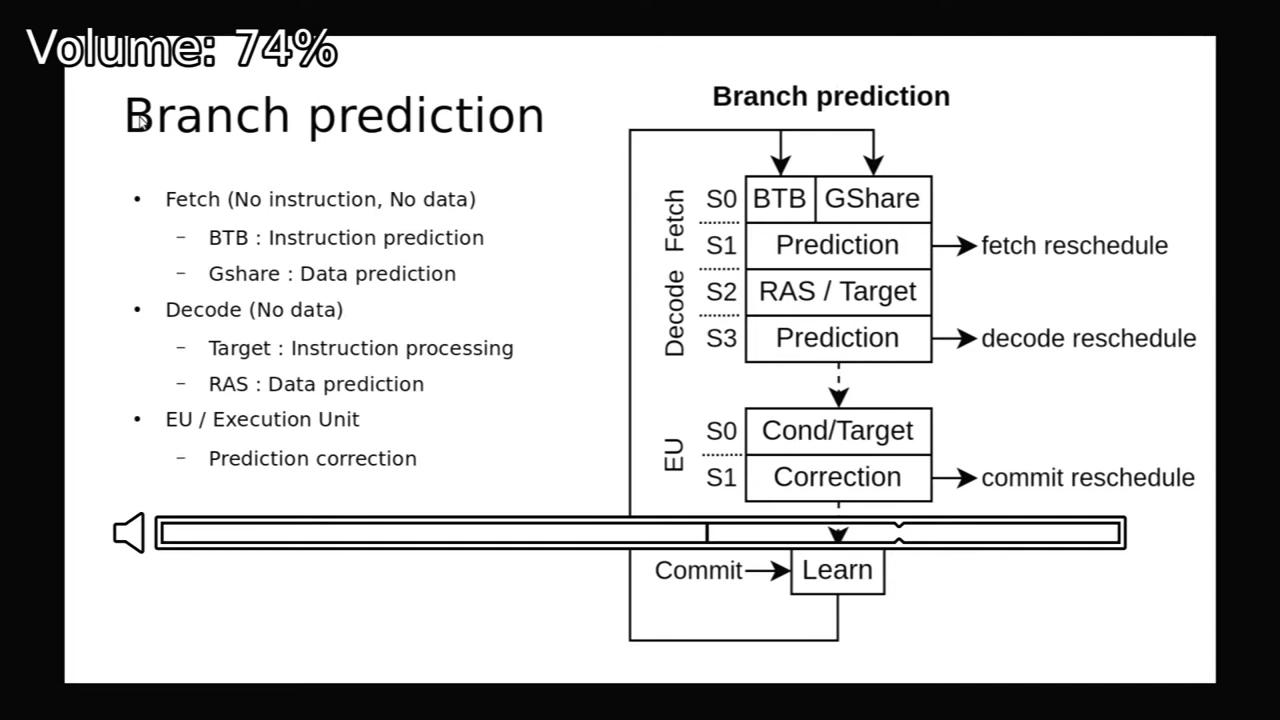 Volume: 74%
Branch prediction
• Fetch (No instruction, No data)
– BTB : Instruction prediction
– Gshare : Data prediction
• Decode (No data)
– Target : Instruction processing
– RAS : Data prediction
• EU / Execution Unit
– Prediction correction
Branch prediction
Fetch
S0 BTB GShare
S1 Prediction fetch reschedule
Decode
S2 RAS / Target
S3 Prediction decode reschedule
EU
S0 Cond/Target
S1 Correction commit reschedule
Commit Learn